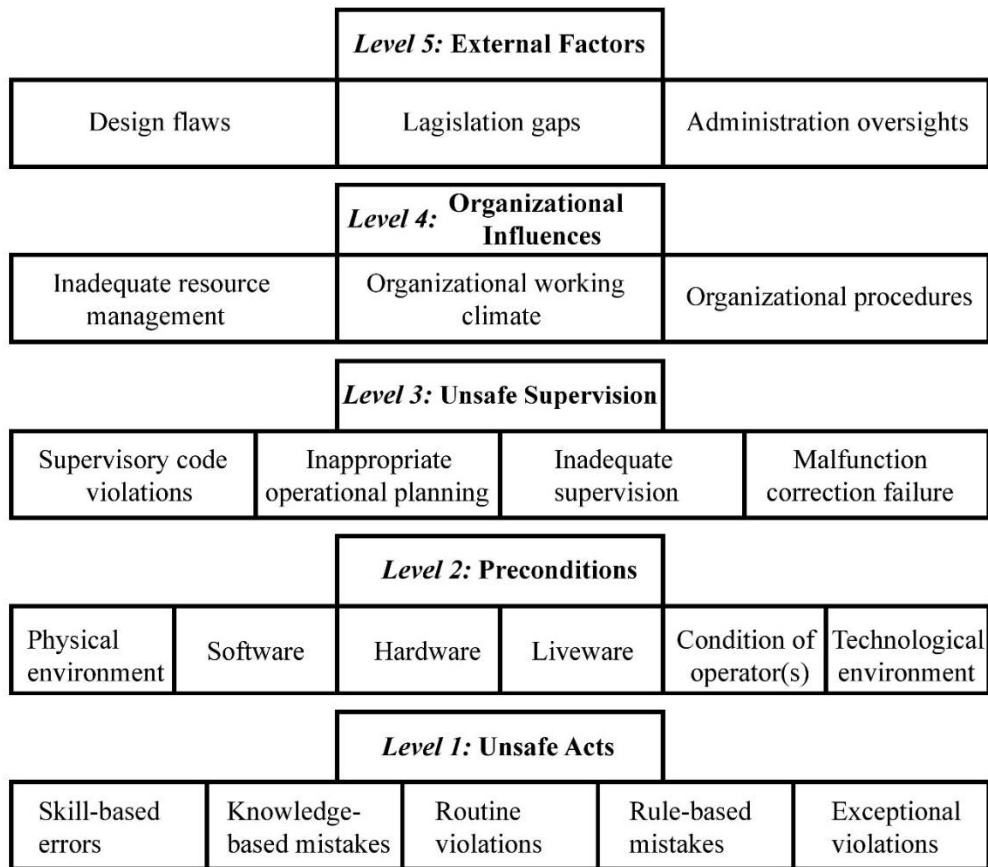 Level 5: External Factors
Design flaws
Lagislation gaps
Administration oversights
Level 4: Organizational
Influences
Inadequate resource
management
Organizational working
climate
Organizational procedures
Level 3: Unsafe Supervision
Supervisory code
violations
Inappropriate
operational planning
Inadequate
supervision
Malfunction
correction failure
Level 2: Preconditions
Physical
environment
Software
Hardware
Liveware
Condition of
operator(s)
Technological
environment
Level 1: Unsafe Acts
Skill-based
errors
Knowledge-
based mistakes
Routine
violations
Rule-based
mistakes
Exceptional
violations